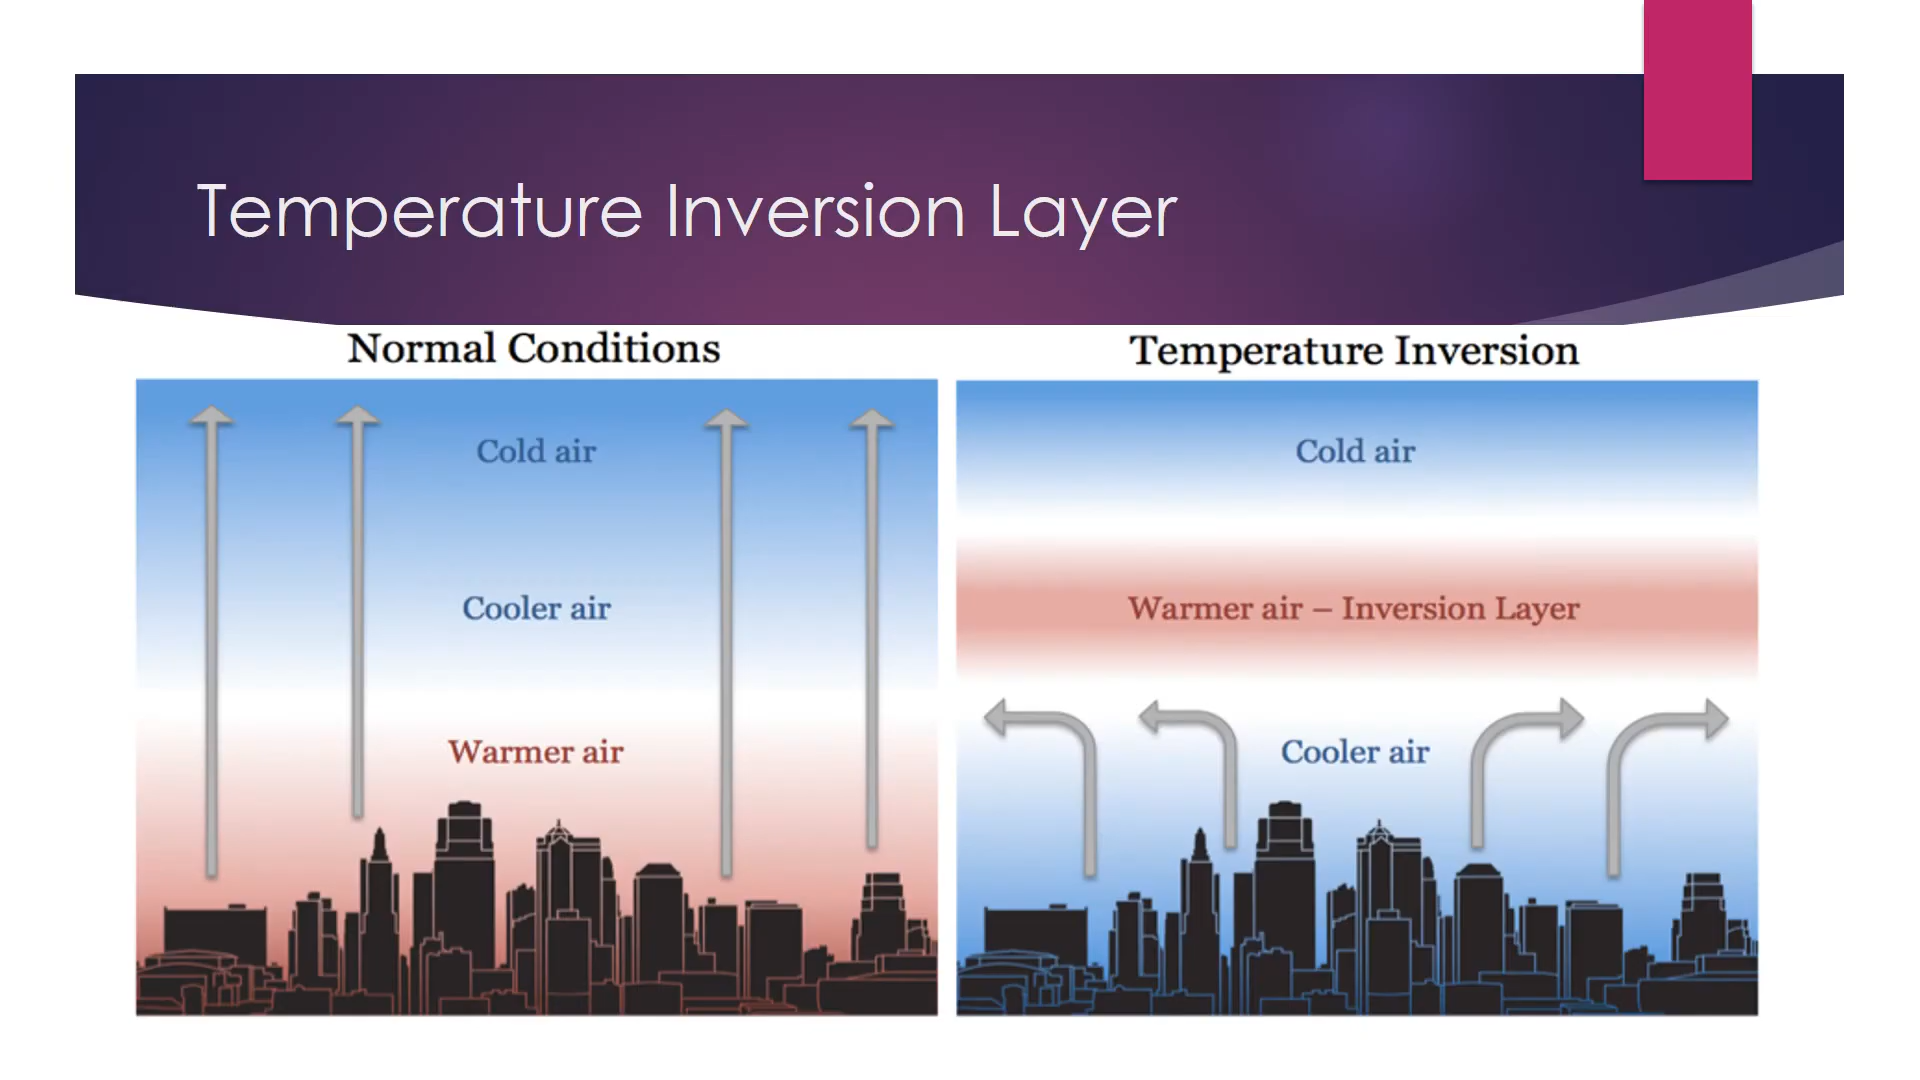 Temperature Inversion Layer
Normal Conditions
Cold air
Cooler air
Warmer air
Temperature Inversion
Cold air
Warmer air – Inversion Layer
Cooler air